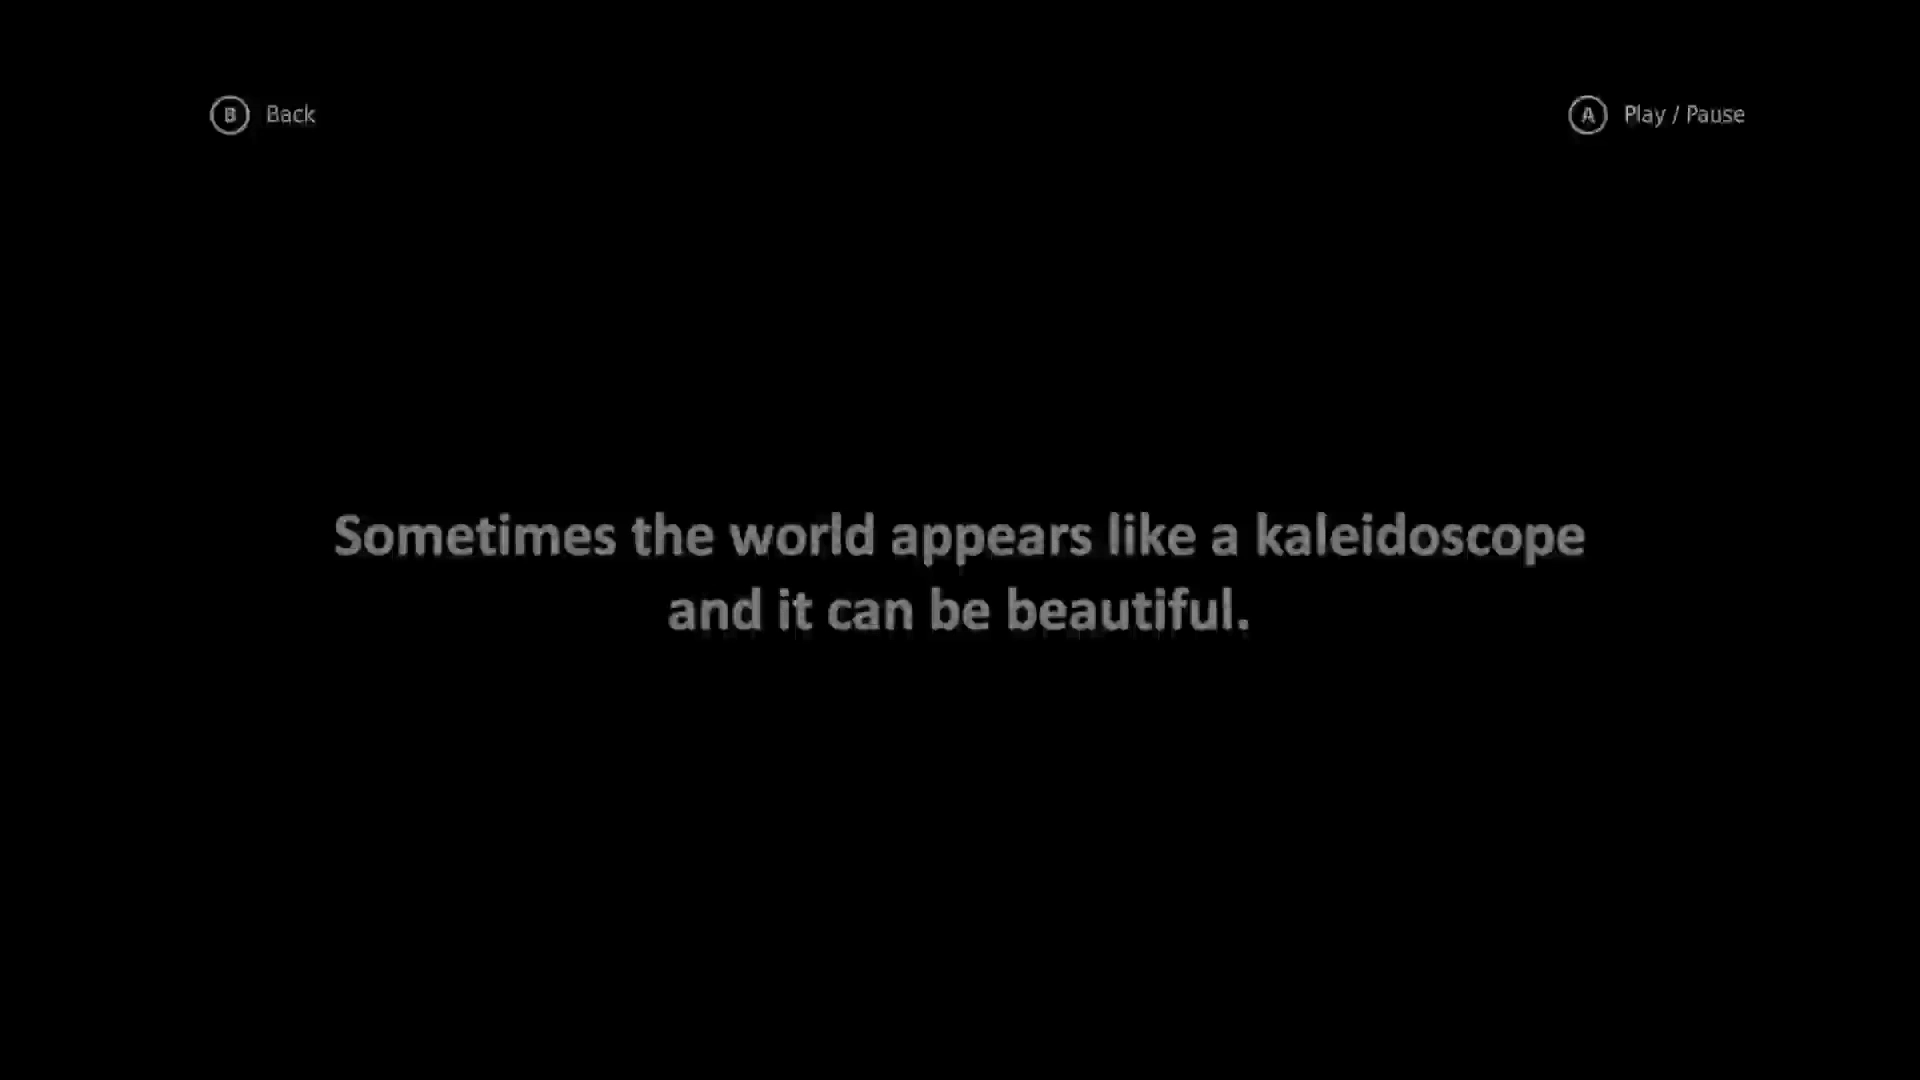 B Back
A Play / Pause
Sometimes the world appears like a kaleidoscope
and it can be beautiful.